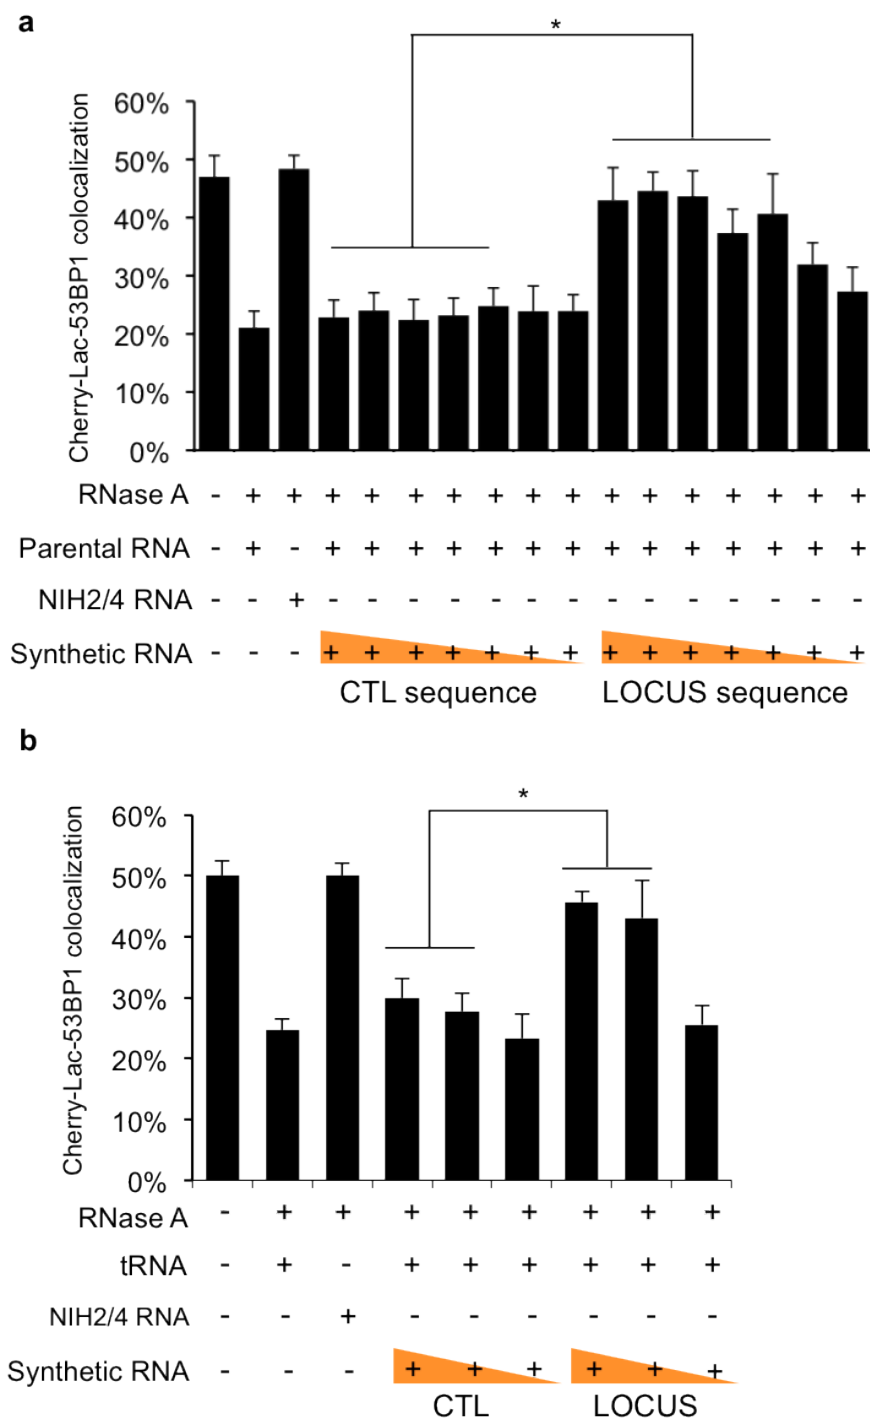 a
*
60%
50%
40%
30%
20%
10%
0%
Cherry-Lac-53BP1 colocalization
RNase A - + + + + + + + + + + + + + + + +
Parental RNA - + - + + + + + + + + + + + + + +
NIH2/4 RNA - - + - - - - - - - - - - - - - -
Synthetic RNA - - - + + + + + + + + + + + + + +
CTL sequence LOCUS sequence
b
*
60%
50%
40%
30%
20%
10%
0%
Cherry-Lac-53BP1 colocalization
RNase A - + + + + + + + +
tRNA - + - + + + + + +
NIH2/4 RNA - - + - - - - - -
Synthetic RNA - - - + + + + + +
CTL LOCUS